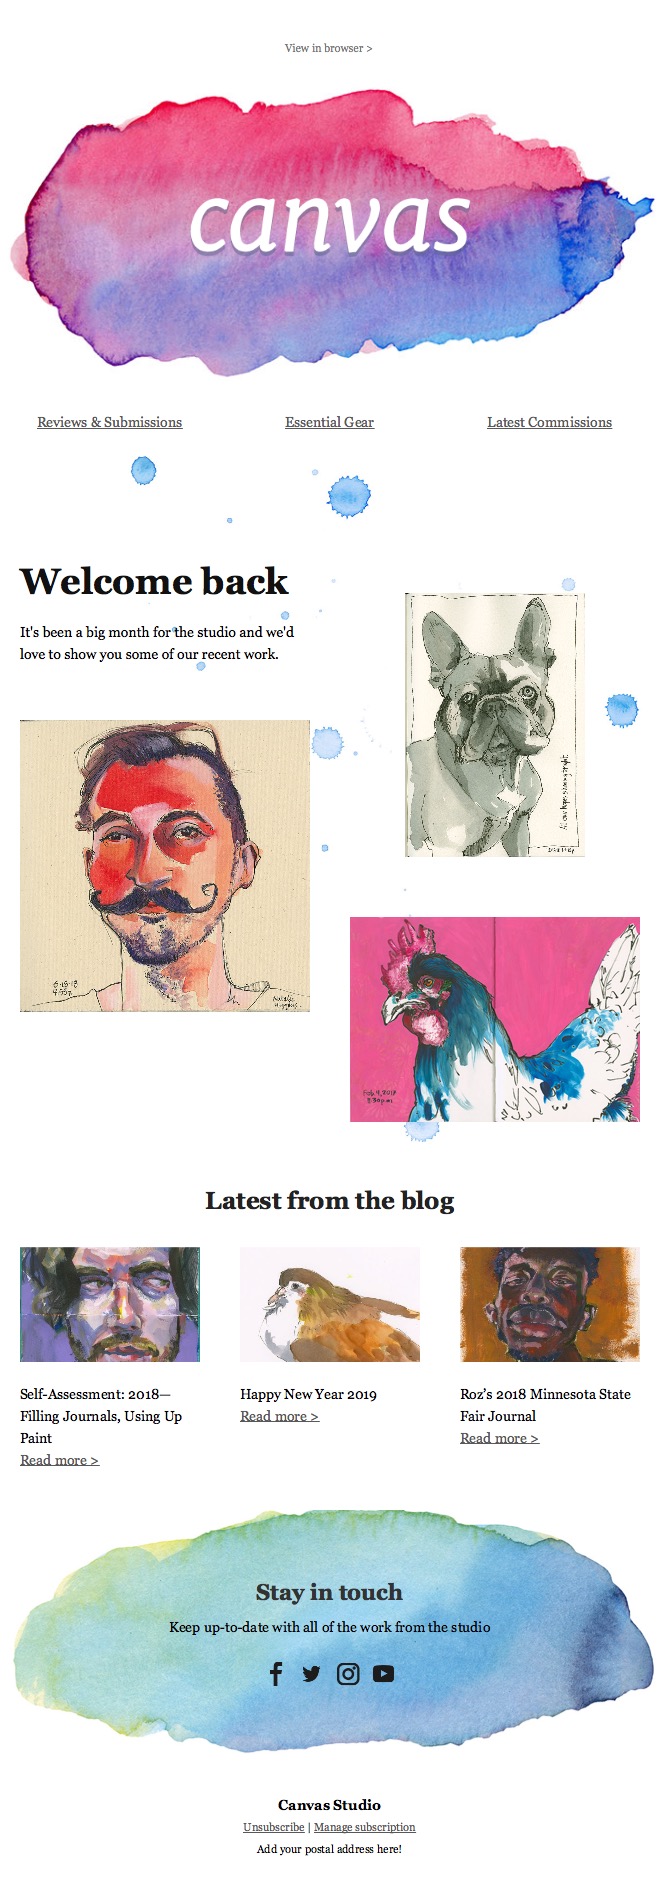 View in browser >
canvas
Reviews & Submissions
Essential Gear
Latest Commissions
Welcome back
It's been a big month for the studio and we'd
love to show you some of our recent work.
Feb. 4, 2018
Latest from the blog
Self-Assessment: 2018—
Filling Journals, Using Up
Paint
Read more >
Happy New Year 2019
Read more >
Roz's 2018 Minnesota State
Fair Journal
Read more >
Stay in touch
Keep up-to-date with all of the work from the studio
Canvas Studio
Unsubscribe | Manage subscription
Add your postal address here!